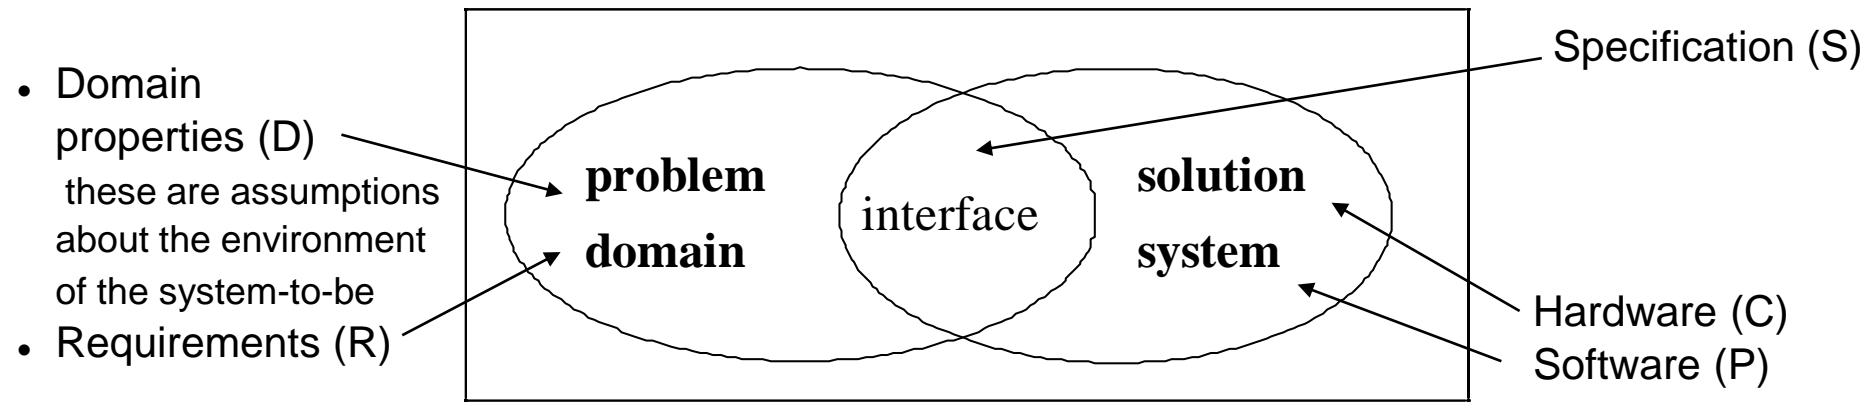 • Domain
properties (D)
these are assumptions
about the environment
of the system-to-be
• Requirements (R)
problem
domain
interface
solution
system
Specification (S)
Hardware (C)
Software (P)